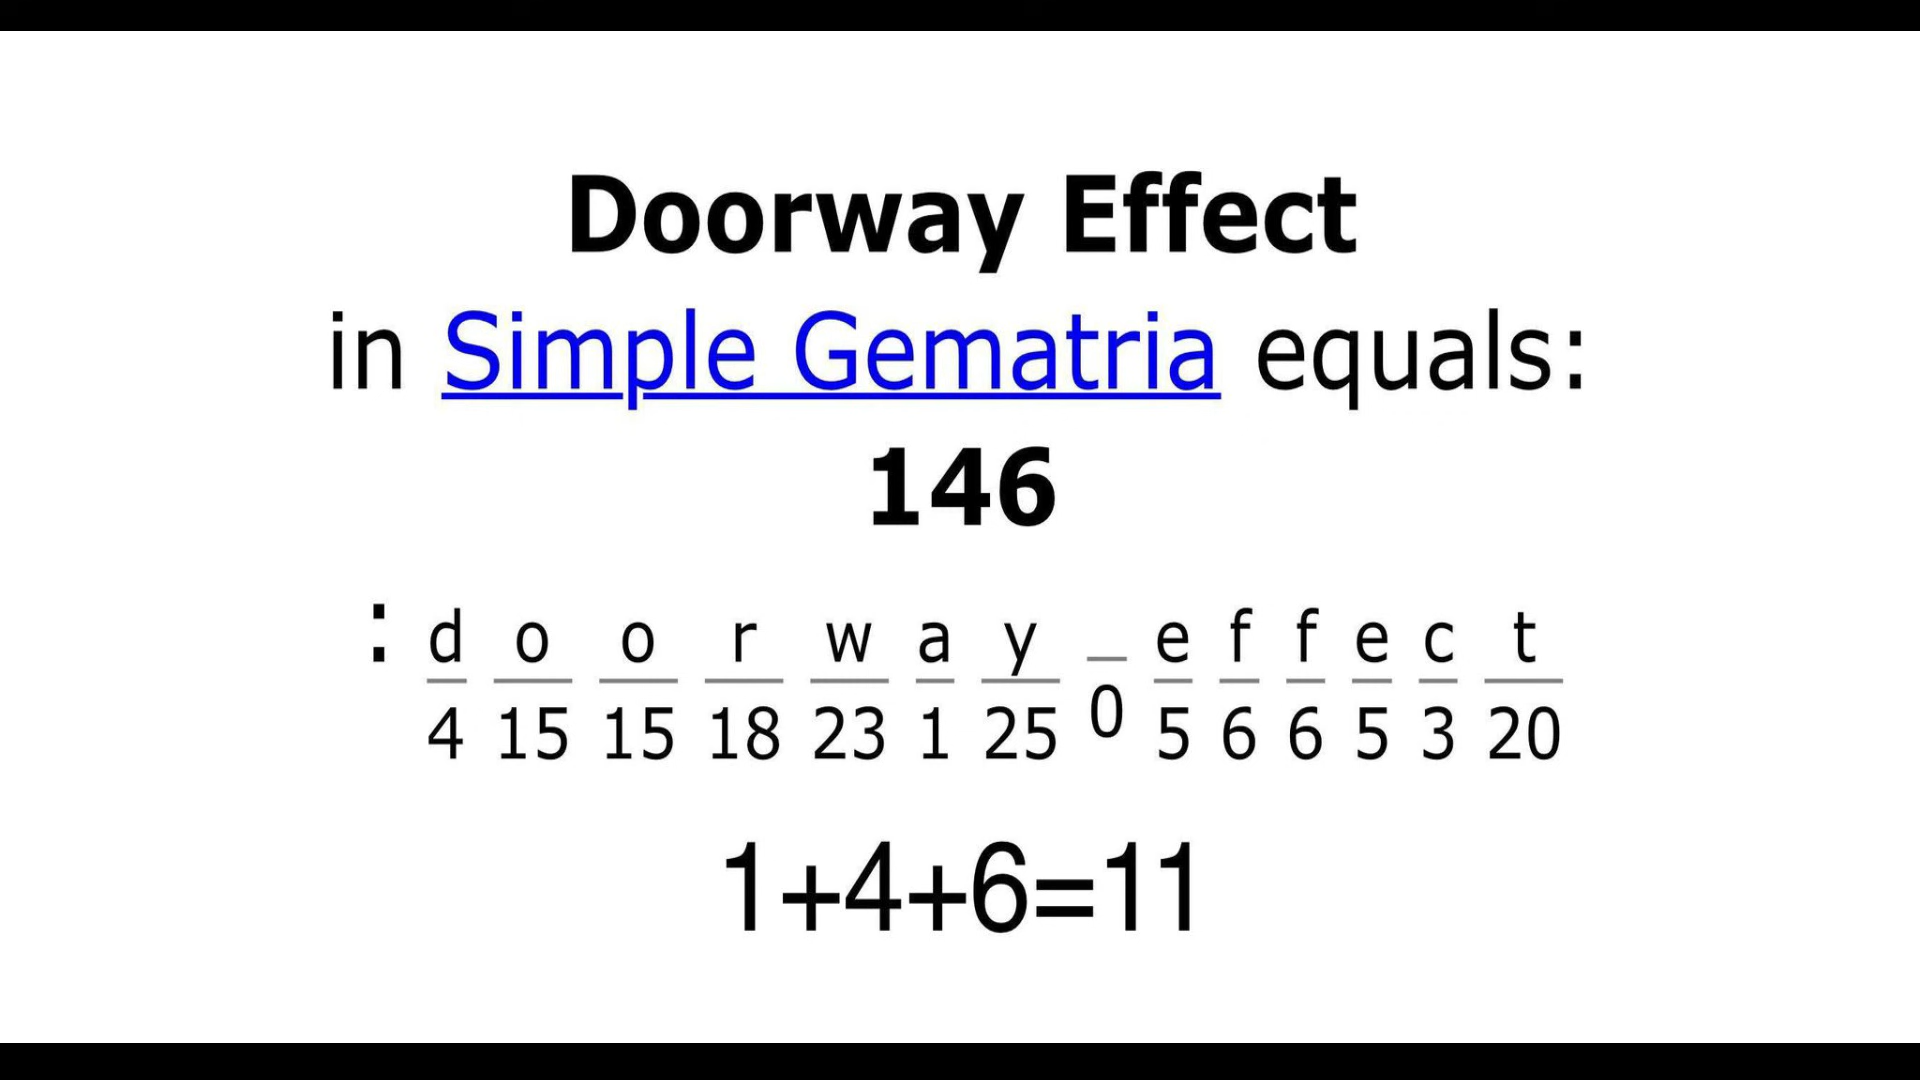 Doorway Effect
in Simple Gematria equals:
146
: d o o r w a y _ e f f e c t
4 15 15 18 23 1 25 0 5 6 6 5 3 20
1+4+6=11